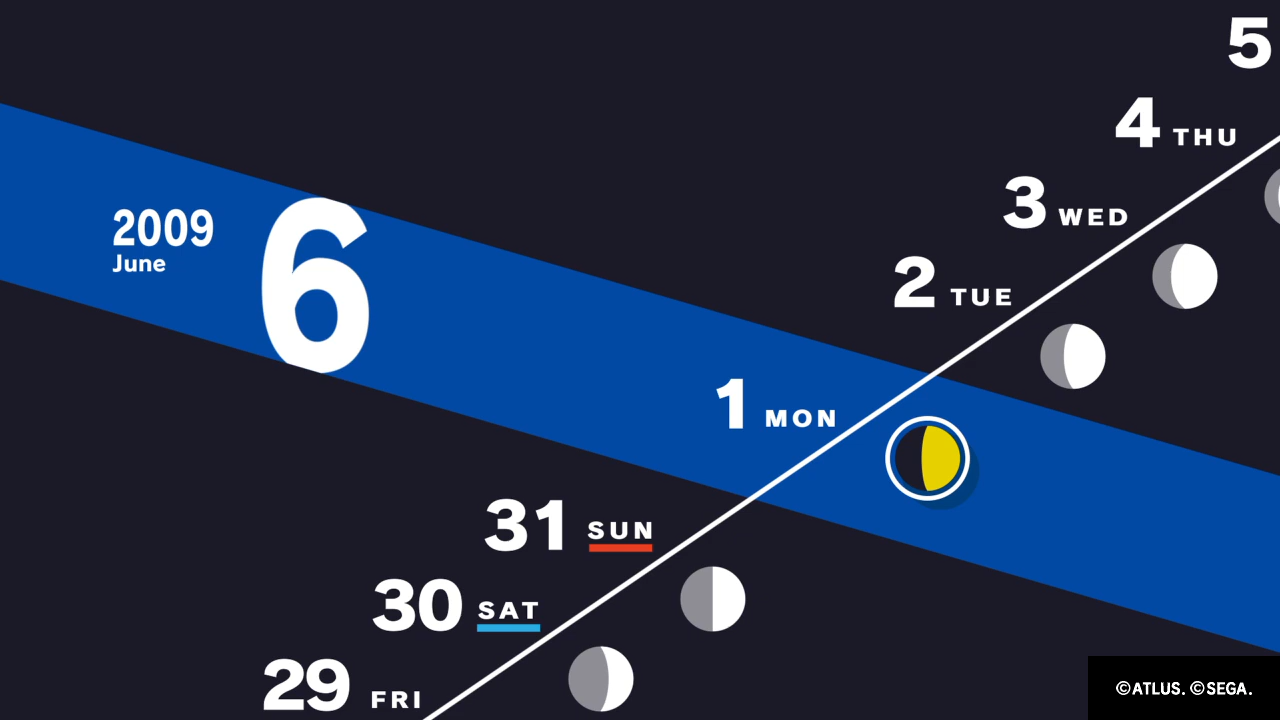 5
4 THU
3 WED
2009
June
6
2 TUE
1 MON
31 SUN
30 SAT
29 FRI
©ATLUS. ©SEGA.